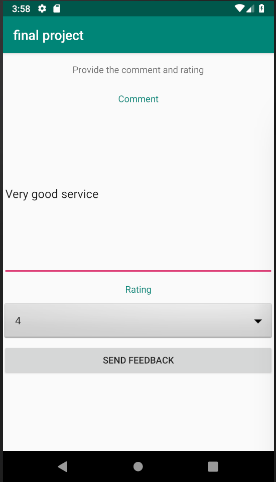 3:58
final project
Provide the comment and rating
Comment
Very good service
Rating
4
SEND FEEDBACK